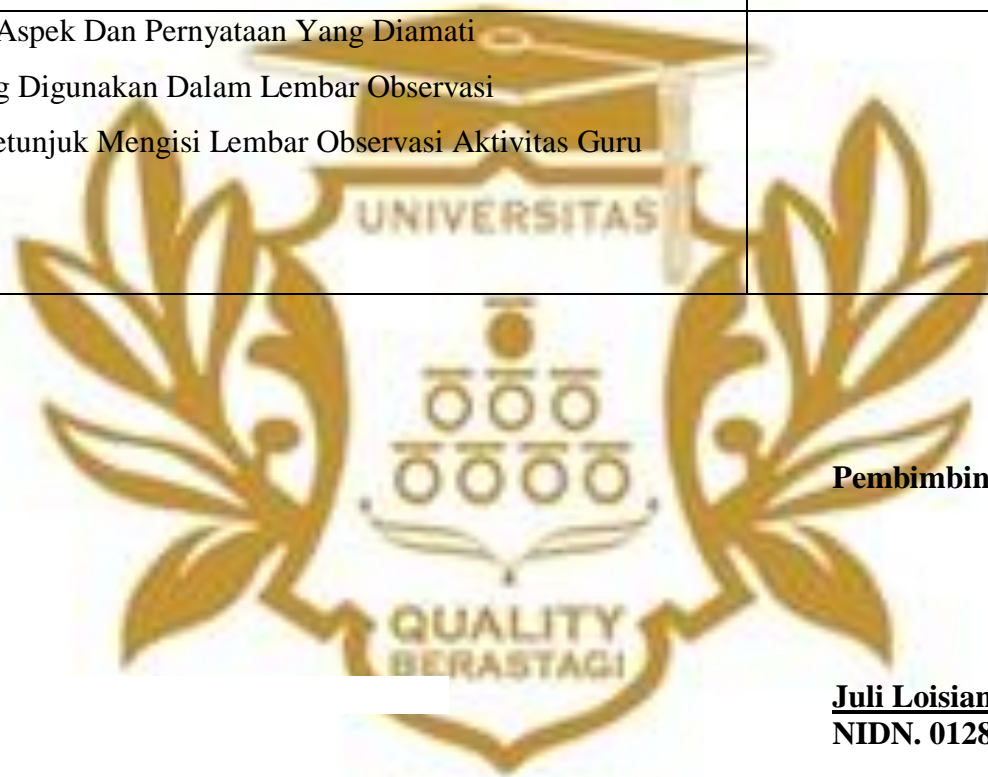 Aspek Dan Pernyataan Yang Diamati
g Digunakan Dalam Lembar Observasi
etunjuk Mengisi Lembar Observasi Aktivitas Guru
UNIVERSITAS
QUALITY
BERASTAGI
Pembimbin
Juli Loisian
NIDN. 0128